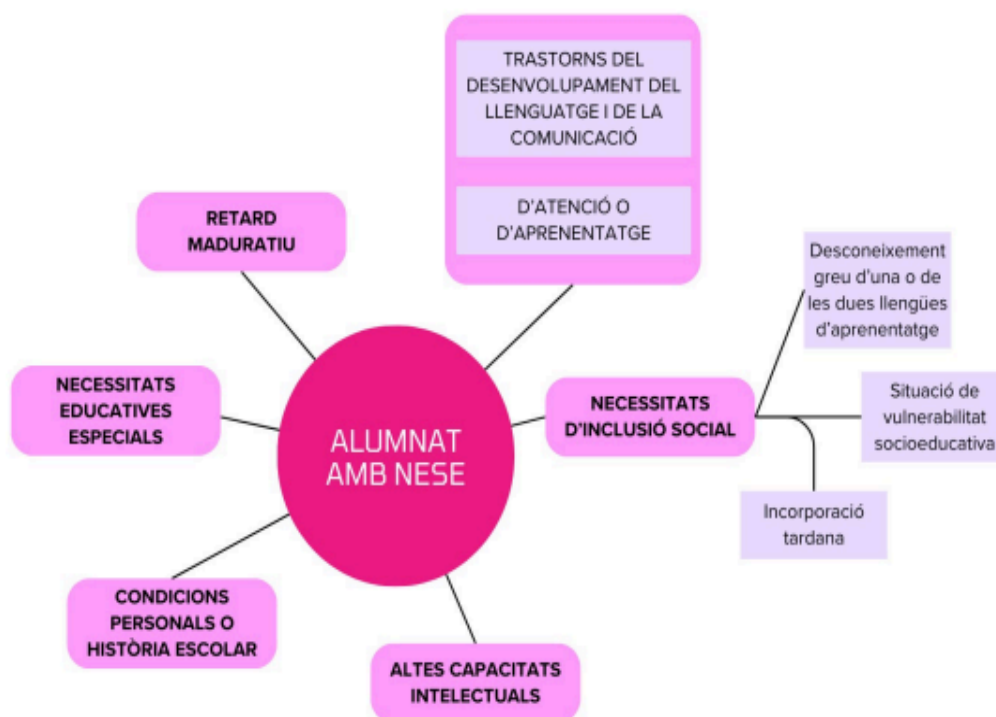 TRASTORNS DEL
DESENVOLUPAMENT DEL
LLENGUATGE I DE LA
COMUNICACIÓ
D'ATENCIÓ O
D'APRENENTATGE
RETARD
MADURATIU
Desconeixement
greu d'una o de
les dues llengües
d'aprenentatge
NECESSITATS
EDUCATIVES
ESPECIALS
ALUMNAT
AMB NESE
NECESSITATS
D'INCLUSIÓ SOCIAL
Situació de
vulnerabilitat
socioeducativa
Incorporació
tardana
CONDICIONS
PERSONALS O
HISTÒRIA ESCOLAR
ALTES CAPACITATS
INTELECTUALS